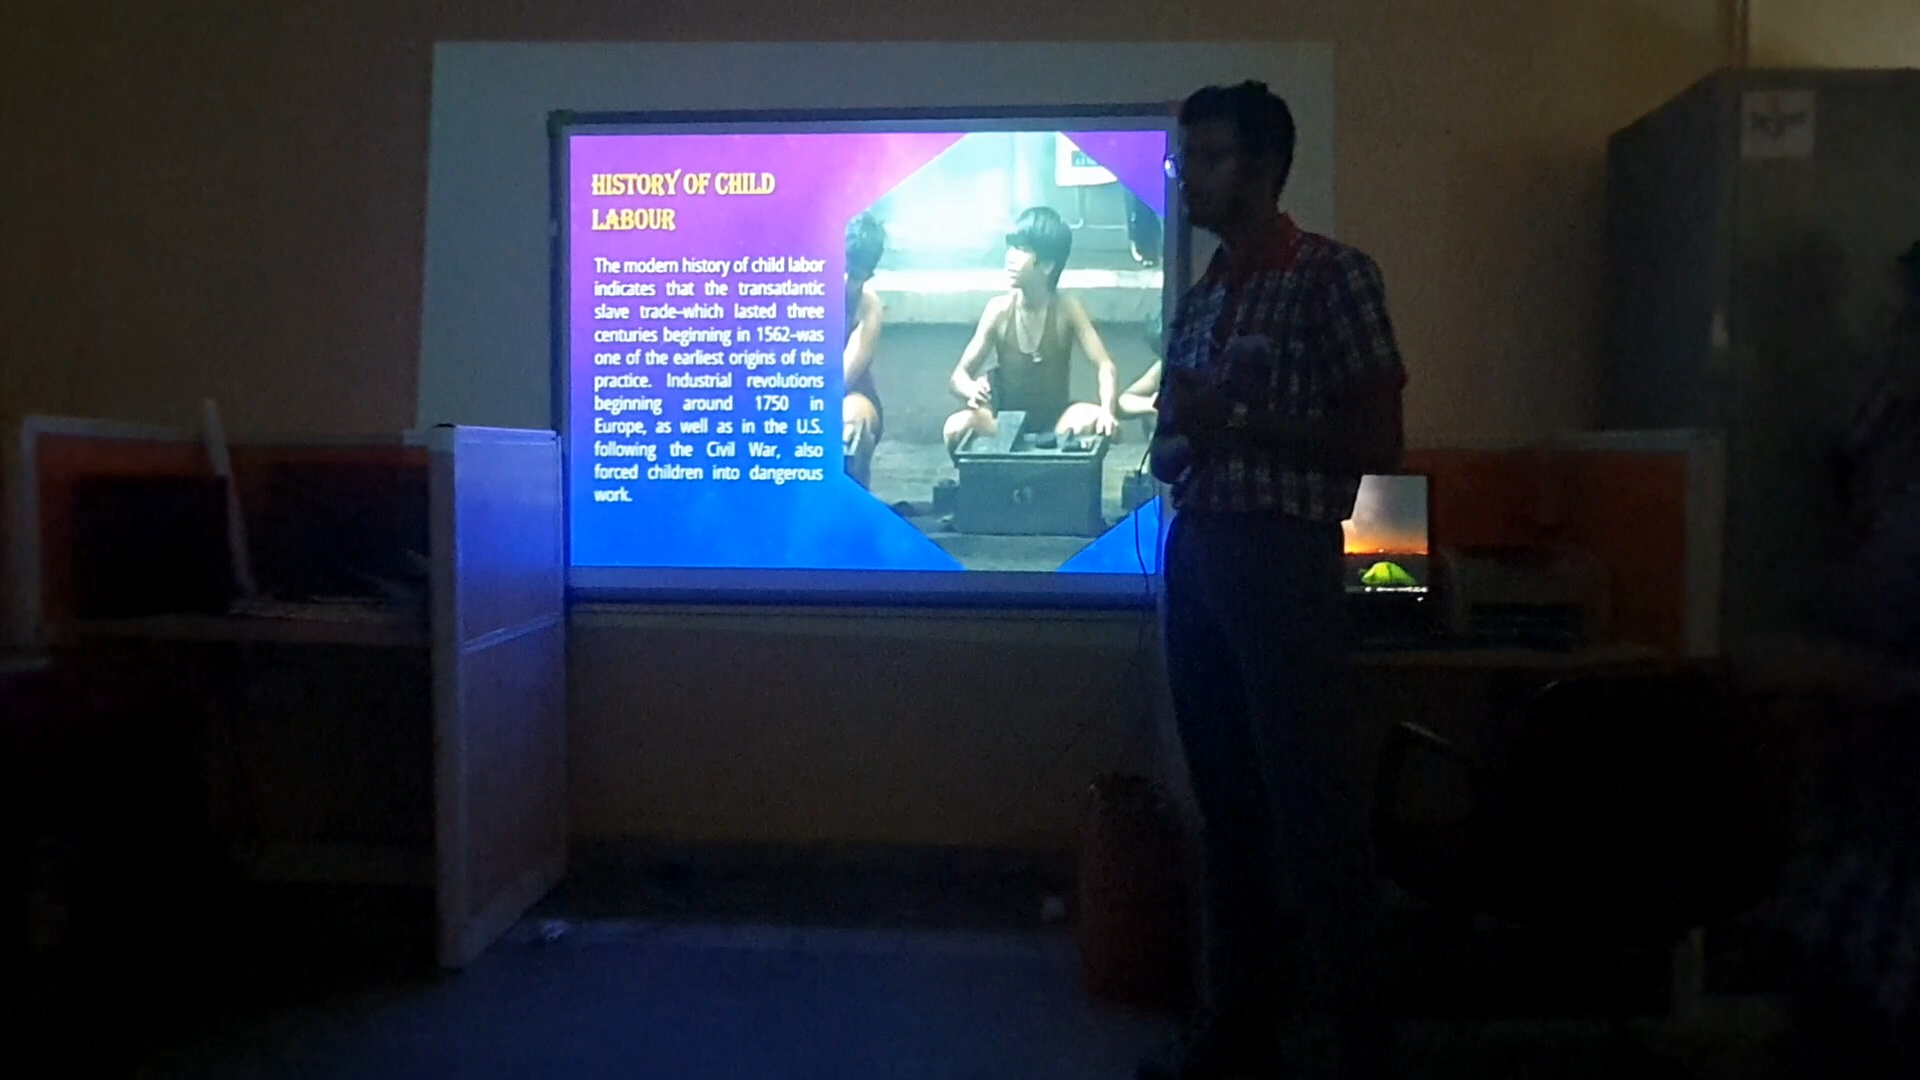 HISTORY OF CHILD
LABOUR
The modern history of child labor
indicates that the transatlantic
slave trade–which lasted three
centuries beginning in 1562–was
one of the earliest origins of the
practice. Industrial revolutions
beginning around 1750 in
Europe, as well as in the U.S.
following the Civil War, also
forced children into dangerous
work.